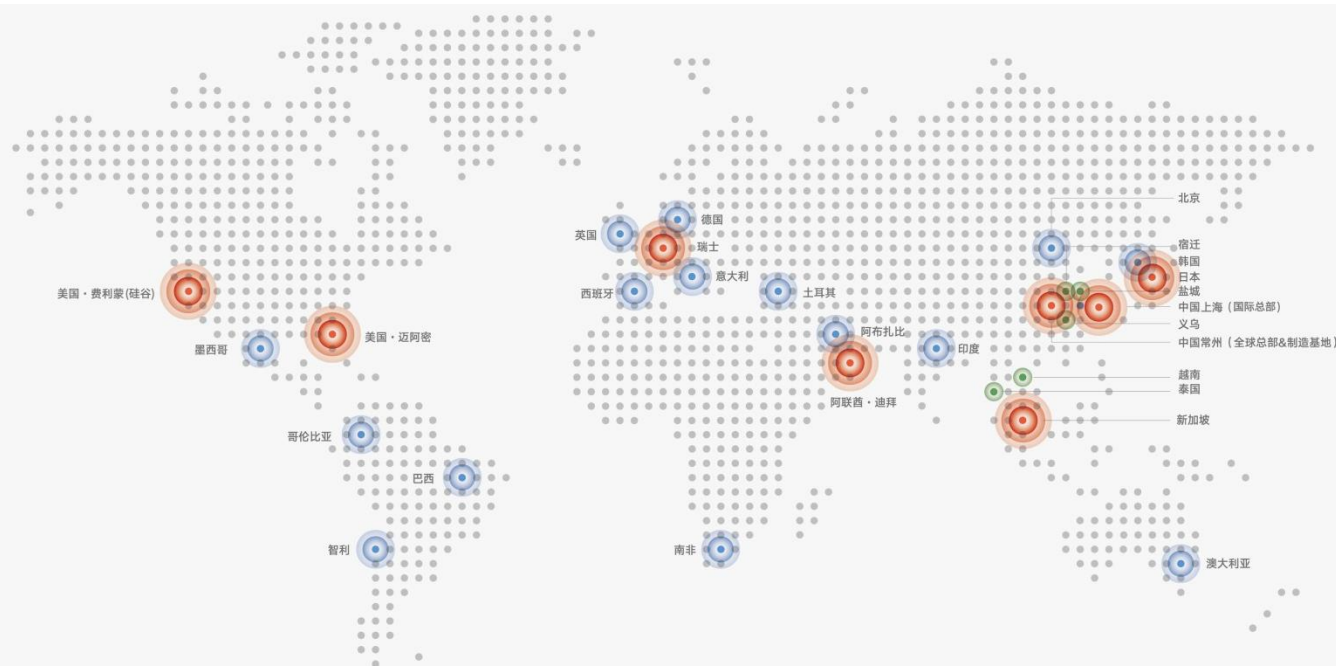 北京
德国
英国
瑞士
宿迁
韩国
意大利
日本
美国·费利蒙(硅谷)
西班牙
土耳其
盐城
中国上海(国际总部)
义乌
美国·迈阿密
阿布扎比
墨西哥
印度
中国常州(全球总部&制造基地)
越南
泰国
阿联酋·迪拜
新加坡
哥伦比亚
巴西
智利
南非
澳大利亚